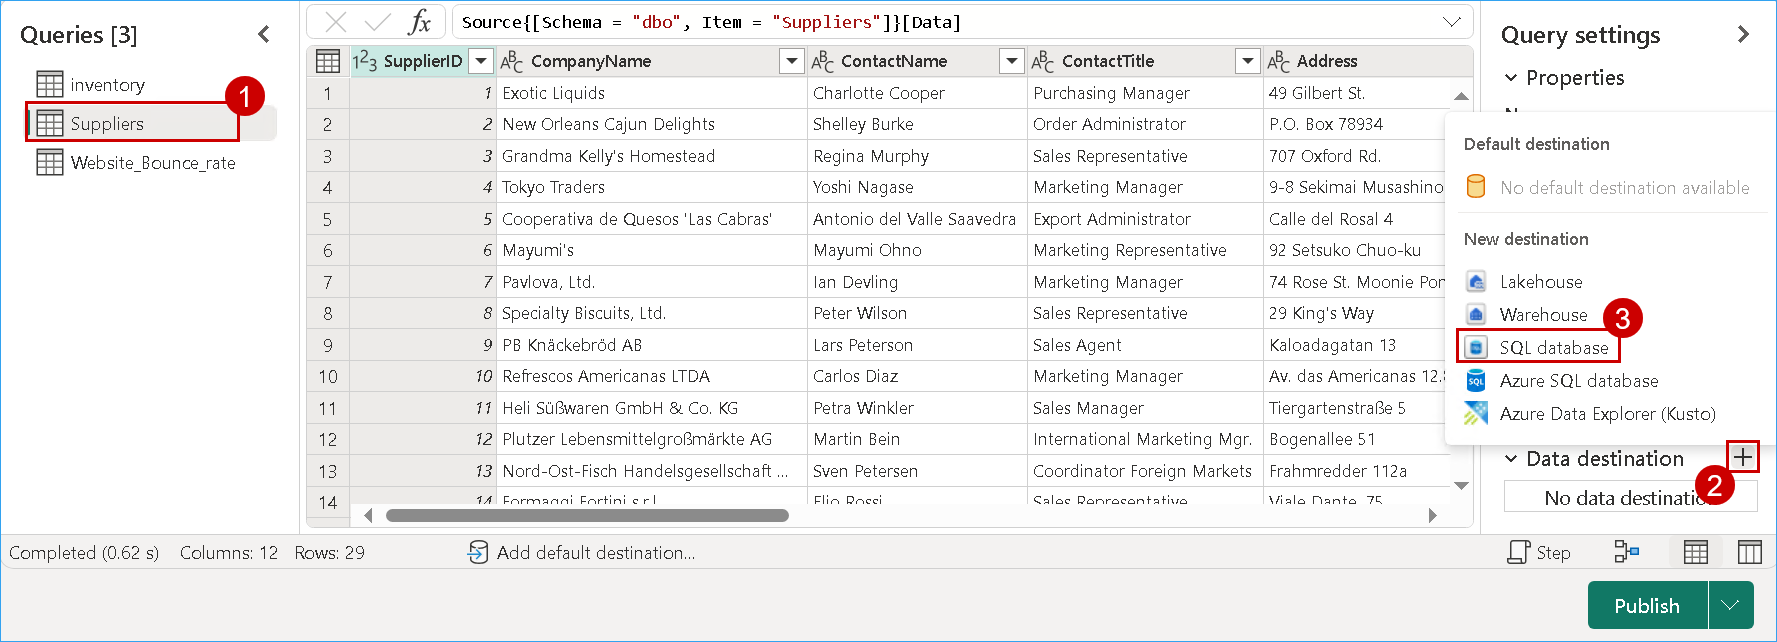 Queries [3]
inventory
1
Suppliers
Website_Bounce_rate
fx
Source{[Schema = "dbo", Item = "Suppliers"]}[Data]
123 SupplierID ABC CompanyName ABC ContactName ABC ContactTitle ABC Address
1 1 Exotic Liquids Charlotte Cooper Purchasing Manager 49 Gilbert St.
2 2 New Orleans Cajun Delights Shelley Burke Order Administrator P.O. Box 78934
3 3 Grandma Kelly's Homestead Regina Murphy Sales Representative 707 Oxford Rd.
4 4 Tokyo Traders Yoshi Nagase Marketing Manager 9-8 Sekimai Musashino
5 5 Cooperativa de Quesos 'Las Cabras' Antonio del Valle Saavedra Export Administrator Calle del Rosal 4
6 6 Mayumi's Mayumi Ohno Marketing Representative 92 Setsuko Chuo-ku
7 7 Pavlova, Ltd. Ian Devling Marketing Manager 74 Rose St. Moonie Pon
8 8 Specialty Biscuits, Ltd. Peter Wilson Sales Representative 29 King's Way
9 9 PB Knäckebröd AB Lars Peterson Sales Agent Kaloadagatan 13
10 10 Refrescos Americanas LTDA Carlos Diaz Marketing Manager Av. das Americanas 12.8
11 11 Heli Süßwaren GmbH & Co. KG Petra Winkler Sales Manager Tiergartenstraße 5
12 12 Plutzer Lebensmittelgroßmärkte AG Martin Bein International Marketing Mgr. Bogenallee 51
13 13 Nord-Ost-Fisch Handelsgesellschaft ... Sven Petersen Coordinator Foreign Markets Frahmredder 112a
14 14 Formaggi Fortini s.r.l. Elio Rossi Sales Representative Viale Dante, 75
Query settings
Properties
Default destination
No default destination available
New destination
Lakehouse
Warehouse
3
SQL database
SQL Azure SQL database
Azure Data Explorer (Kusto)
Data destination
2
No data destinatio
Completed (0.62 s) Columns: 12 Rows: 29 Add default destination... Step
Publish